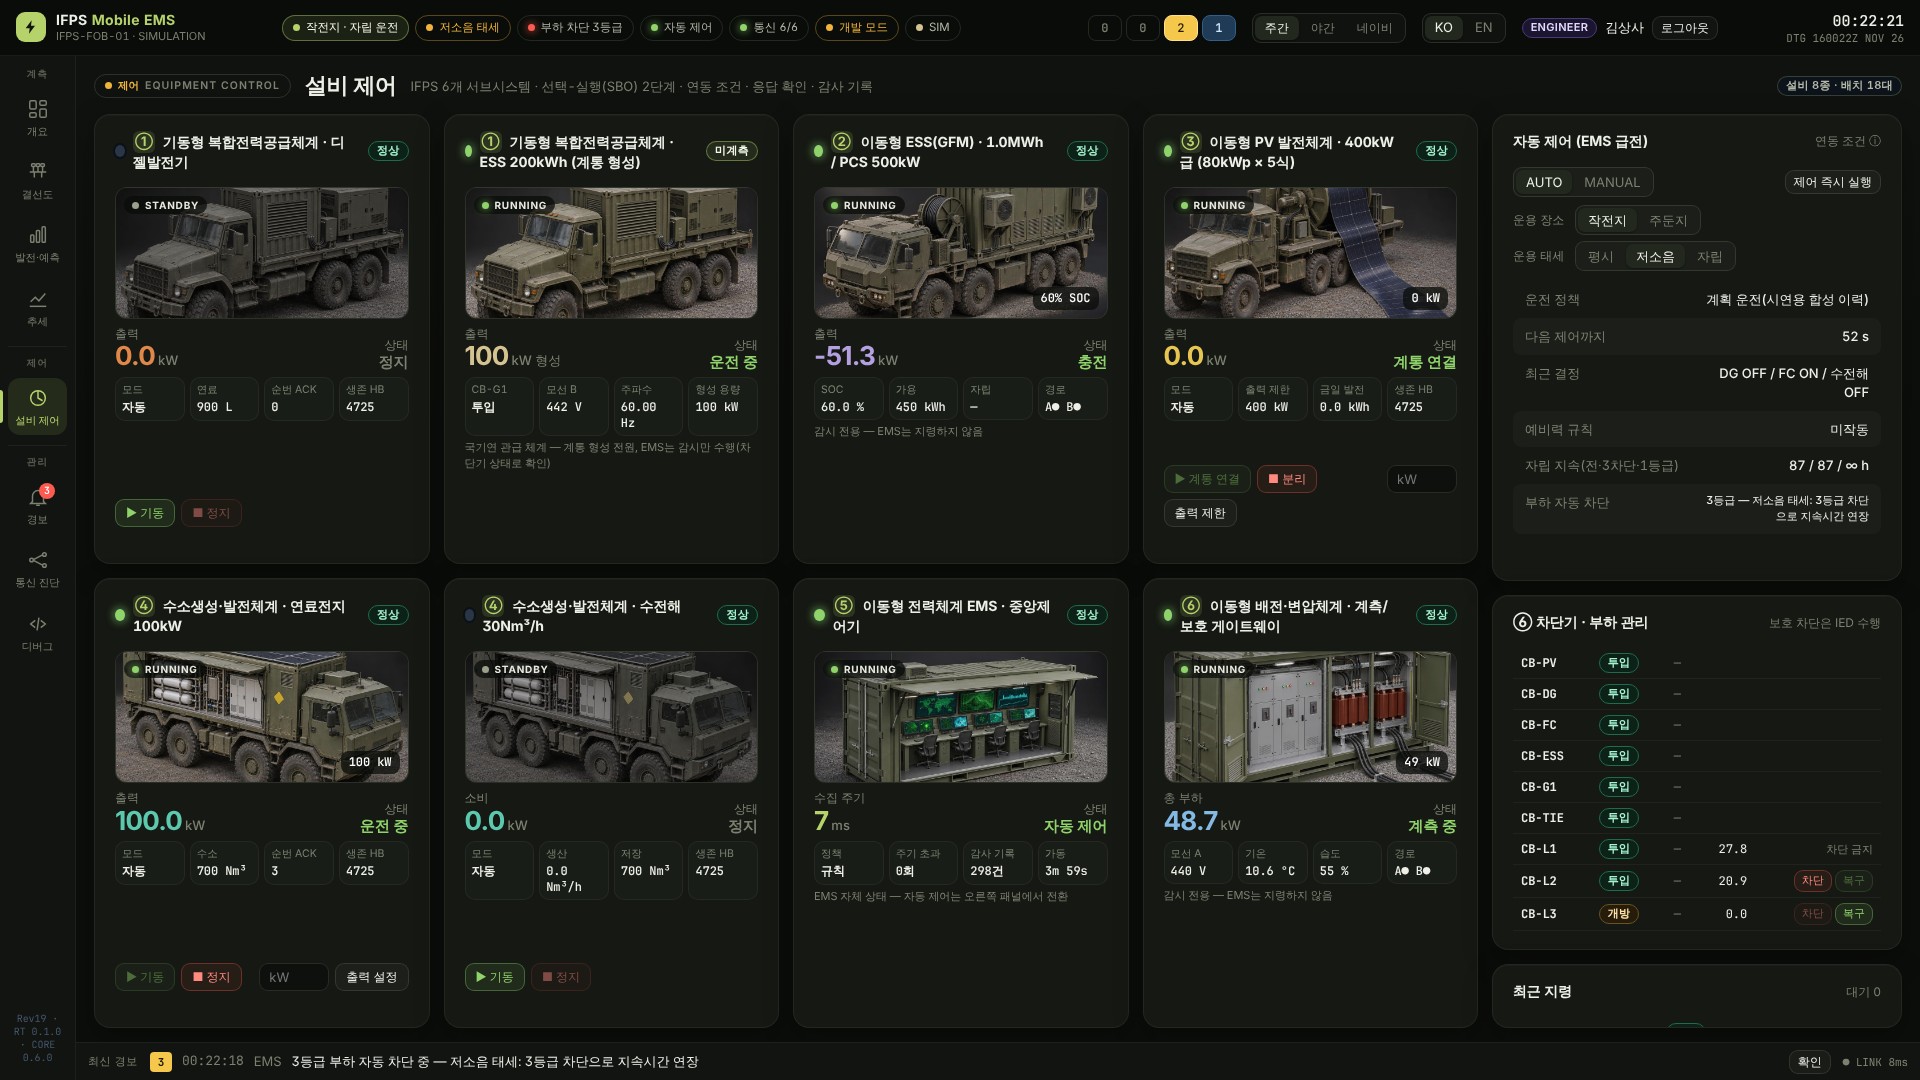 IFPS Mobile EMS
IFPS-FOB-01 · SIMULATION
작전지 · 자립 운전
저소음 태세
부하 차단 3등급
자동 제어
통신 6/6
개발 모드
SIM
0
0
2
1
주간
야간
네이비
KO
EN
ENGINEER
김상사
로그아웃
00:22:21
DTG 160022Z NOV 26
계측
개요
결선도
발전·예측
추세
제어
설비 제어
관리
3
경보
통신 진단
디버그
Rev19 ·
RT 0.1.0
· CORE
0.6.0
제어 EQUIPMENT CONTROL
설비 제어
IFPS 6개 서브시스템 · 선택-실행(SBO) 2단계 · 연동 조건 · 응답 확인 · 감사 기록
설비 8종 · 배치 18대
① 기동형 복합전력공급체계 · 디
젤발전기
정상
STANDBY
출력
0.0 kW
상태
정지
모드
자동
연료
900 L
순번 ACK
0
생존 HB
4725
▶ 기동
■ 정지
① 기동형 복합전력공급체계 ·
ESS 200kWh (계통 형성)
미계측
RUNNING
출력
100 kW 형성
상태
운전 중
CB-G1
투입
모선 B
442 V
주파수
60.00
Hz
형성 용량
100 kW
국기연 관급 체계 — 계통 형성 전원, EMS는 감시만 수행(차
단기 상태로 확인)
② 이동형 ESS(GFM) · 1.0MWh
/ PCS 500kW
정상
RUNNING
60% SOC
출력
-51.3 kW
상태
충전
SOC
60.0 %
가용
450 kWh
자립
—
경로
A● B●
감시 전용 — EMS는 지령하지 않음
③ 이동형 PV 발전체계 · 400kW
급 (80kWp × 5식)
정상
RUNNING
0 kW
출력
0.0 kW
상태
계통 연결
모드
자동
출력 제한
400 kW
금일 발전
0.0 kWh
생존 HB
4725
▶ 계통 연결
■ 분리
kW
출력 제한
④ 수소생성·발전체계 · 연료전지
100kW
정상
RUNNING
100 kW
출력
100.0 kW
상태
운전 중
모드
자동
수소
700 Nm³
순번 ACK
3
생존 HB
4725
▶ 기동
■ 정지
kW
출력 설정
④ 수소생성·발전체계 · 수전해
30Nm³/h
정상
STANDBY
소비
0.0 kW
상태
정지
모드
자동
생산
0.0
Nm³/h
저장
700 Nm³
생존 HB
4725
▶ 기동
■ 정지
⑤ 이동형 전력체계 EMS · 중앙제
어기
정상
RUNNING
수집 주기
7 ms
상태
자동 제어
정책
규칙
주기 초과
0회
감사 기록
298건
가동
3m 59s
EMS 자체 상태 — 자동 제어는 오른쪽 패널에서 전환
⑥ 이동형 배전·변압체계 · 계측/
보호 게이트웨이
정상
RUNNING
49 kW
총 부하
48.7 kW
상태
계측 중
모선 A
440 V
기온
10.6 °C
습도
55 %
경로
A● B●
감시 전용 — EMS는 지령하지 않음
자동 제어 (EMS 급전)
연동 조건 ⓘ
AUTO
MANUAL
제어 즉시 실행
운용 장소
작전지
주둔지
운용 태세
평시
저소음
자립
운전 정책
계획 운전(시연용 합성 이력)
다음 제어까지
52 s
최근 결정
DG OFF / FC ON / 수전해
OFF
예비력 규칙
미작동
자립 지속(전·3차단·1등급)
87 / 87 / ∞ h
부하 자동 차단
3등급 — 저소음 태세: 3등급 차단
으로 지속시간 연장
⑥ 차단기 · 부하 관리
보호 차단은 IED 수행
CB-PV 투입 —
CB-DG 투입 —
CB-FC 투입 —
CB-ESS 투입 —
CB-G1 투입 —
CB-TIE 투입 —
CB-L1 투입 — 27.8 차단 금지
CB-L2 투입 — 20.9 차단 복구
CB-L3 개방 — 0.0 차단 복구
최근 지령
대기 0
최신 경보
3
00:22:18
EMS
3등급 부하 자동 차단 중 — 저소음 태세: 3등급 차단으로 지속시간 연장
확인
LINK 8ms